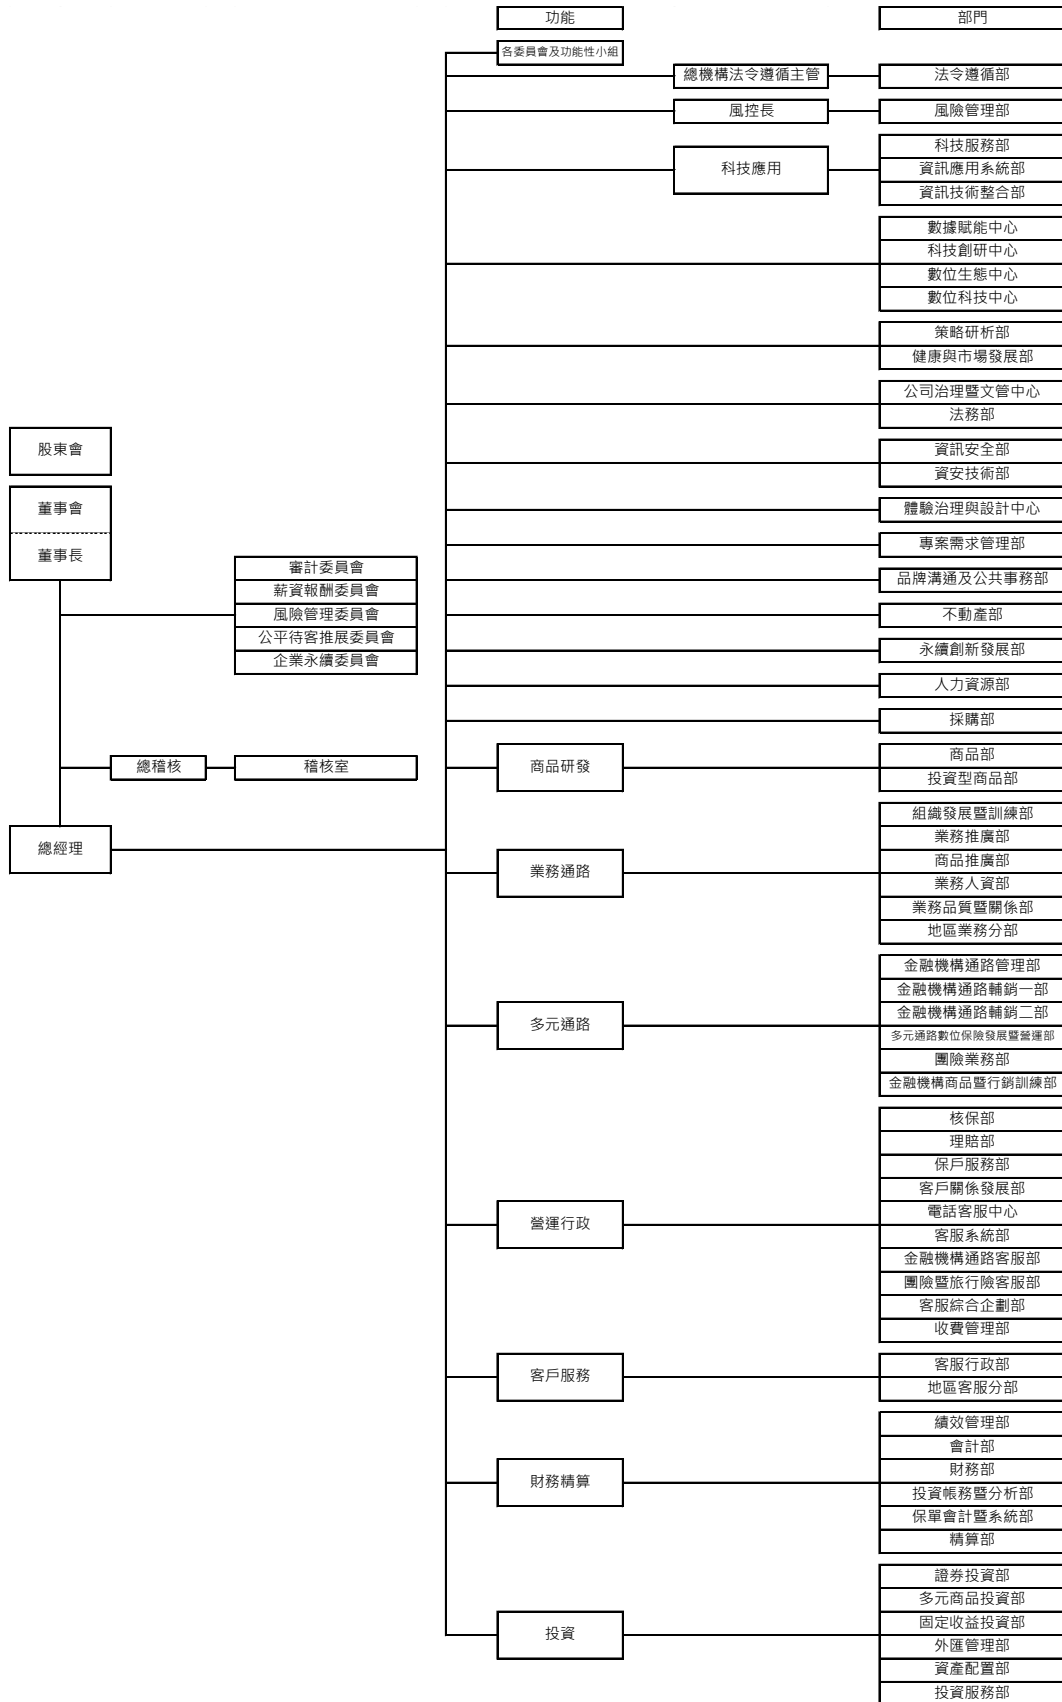 功能
部門
各委員會及功能性小組
總機構法令遵循主管
法令遵循部
風控長
風險管理部
科技應用
科技服務部
資訊應用系統部
資訊技術整合部
數據賦能中心
科技創研中心
數位生態中心
數位科技中心
策略研析部
健康與市場發展部
公司治理暨文管中心
法務部
股東會
資訊安全部
資安技術部
董事會
董事長
體驗治理與設計中心
專案需求管理部
審計委員會
薪資報酬委員會
風險管理委員會
公平待客推展委員會
企業永續委員會
品牌溝通及公共事務部
不動產部
永續創新發展部
人力資源部
採購部
總稽核
稽核室
商品研發
商品部
投資型商品部
總經理
業務通路
組織發展暨訓練部
業務推廣部
商品推廣部
業務人資部
業務品質暨關係部
地區業務分部
多元通路
金融機構通路管理部
金融機構通路輔銷一部
金融機構通路輔銷二部
多元通路數位保險發展暨營運部
團險業務部
金融機構商品暨行銷訓練部
營運行政
核保部
理賠部
保戶服務部
客戶關係發展部
電話客服中心
客服系統部
金融機構通路客服部
團險暨旅行險客服部
客服綜合企劃部
收費管理部
客戶服務
客服行政部
地區客服分部
財務精算
績效管理部
會計部
財務部
投資帳務暨分析部
保單會計暨系統部
精算部
投資
證券投資部
多元商品投資部
固定收益投資部
外匯管理部
資產配置部
投資服務部